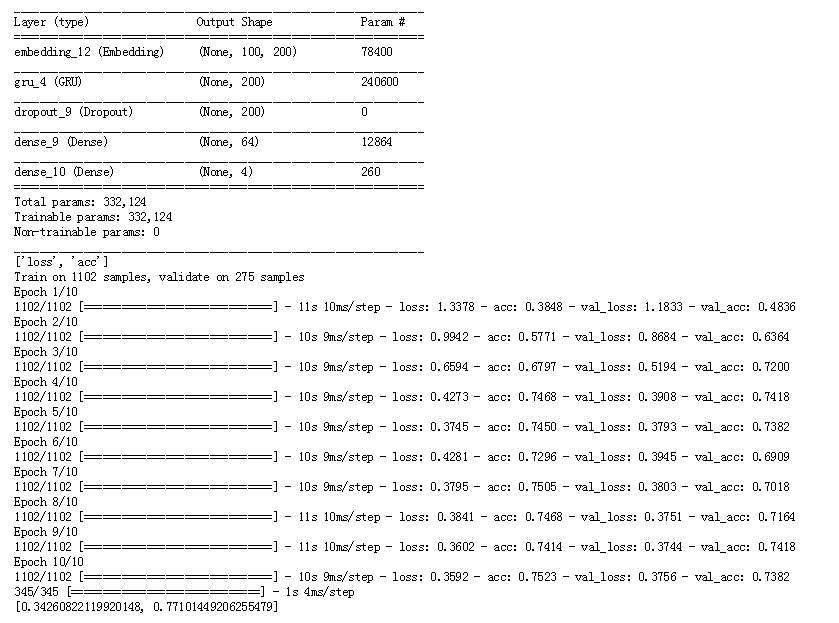 Layer (type)                 Output Shape              Param #
=================================================================
embedding_12 (Embedding)     (None, 100, 200)          78400
_________________________________________________________________
gru_4 (GRU)                  (None, 200)               240600
_________________________________________________________________
dropout_9 (Dropout)          (None, 200)               0
_________________________________________________________________
dense_9 (Dense)              (None, 64)                12864
_________________________________________________________________
dense_10 (Dense)             (None, 4)                 260
=================================================================
Total params: 332,124
Trainable params: 332,124
Non-trainable params: 0
_________________________________________________________________
['loss', 'acc']
Train on 1102 samples, validate on 275 samples
Epoch 1/10
1102/1102 [==============================] - 11s 10ms/step - loss: 1.3378 - acc: 0.3848 - val_loss: 1.1833 - val_acc: 0.4836
Epoch 2/10
1102/1102 [==============================] - 10s 9ms/step - loss: 0.9942 - acc: 0.5771 - val_loss: 0.8684 - val_acc: 0.6364
Epoch 3/10
1102/1102 [==============================] - 10s 9ms/step - loss: 0.6594 - acc: 0.6797 - val_loss: 0.5194 - val_acc: 0.7200
Epoch 4/10
1102/1102 [==============================] - 10s 9ms/step - loss: 0.4273 - acc: 0.7468 - val_loss: 0.3908 - val_acc: 0.7418
Epoch 5/10
1102/1102 [==============================] - 10s 9ms/step - loss: 0.3745 - acc: 0.7450 - val_loss: 0.3793 - val_acc: 0.7382
Epoch 6/10
1102/1102 [==============================] - 10s 9ms/step - loss: 0.4281 - acc: 0.7296 - val_loss: 0.3945 - val_acc: 0.6909
Epoch 7/10
1102/1102 [==============================] - 10s 9ms/step - loss: 0.3795 - acc: 0.7505 - val_loss: 0.3803 - val_acc: 0.7018
Epoch 8/10
1102/1102 [==============================] - 11s 10ms/step - loss: 0.3841 - acc: 0.7468 - val_loss: 0.3751 - val_acc: 0.7164
Epoch 9/10
1102/1102 [==============================] - 11s 10ms/step - loss: 0.3602 - acc: 0.7414 - val_loss: 0.3744 - val_acc: 0.7418
Epoch 10/10
1102/1102 [==============================] - 10s 9ms/step - loss: 0.3592 - acc: 0.7523 - val_loss: 0.3756 - val_acc: 0.7382
345/345 [==============================] - 1s 4ms/step
[0.34260822119920148, 0.77101449206255479]